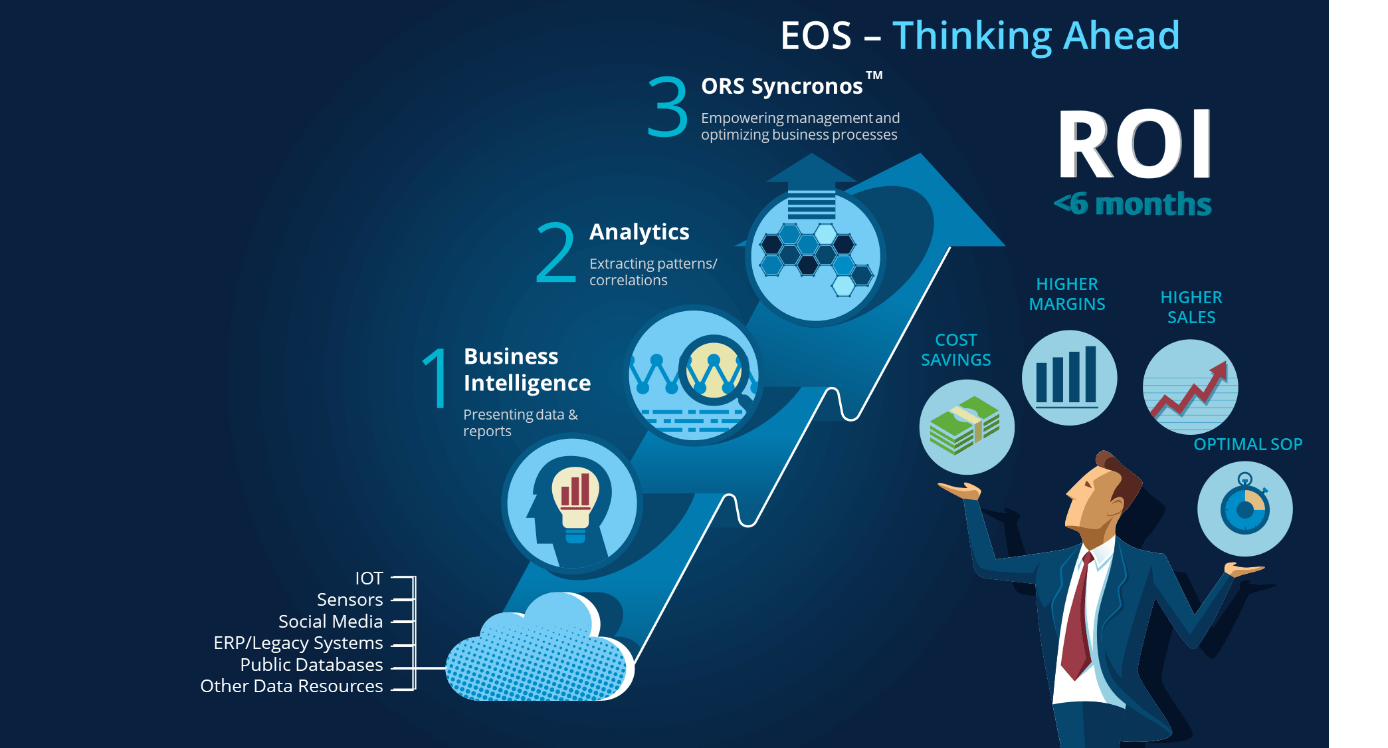 EOS – Thinking Ahead
3
ORS Syncronos™
Empowering management and
optimizing business processes
ROI
<6 months
2
Analytics
Extracting patterns/
correlations
1
Business
Intelligence
Presenting data &
reports
HIGHER
MARGINS
HIGHER
SALES
COST
SAVINGS
OPTIMAL SOP
IOT
Sensors
Social Media
ERP/Legacy Systems
Public Databases
Other Data Resources